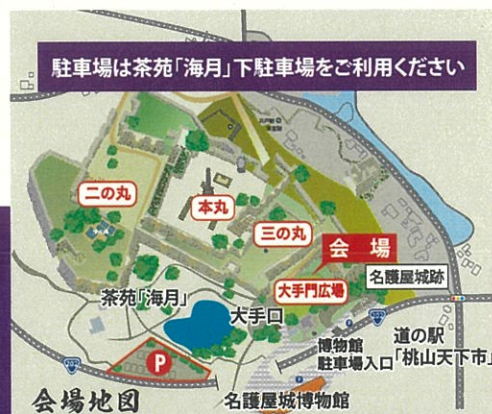 駐車場は茶苑「海月」下駐車場をご利用ください
二の丸
本丸
三の丸
会場
大手門広場
名護屋城跡
茶苑「海月」
大手口
博物館
駐車場入口
道の駅
「桃山天下市」
P
会場地図
名護屋城博物館